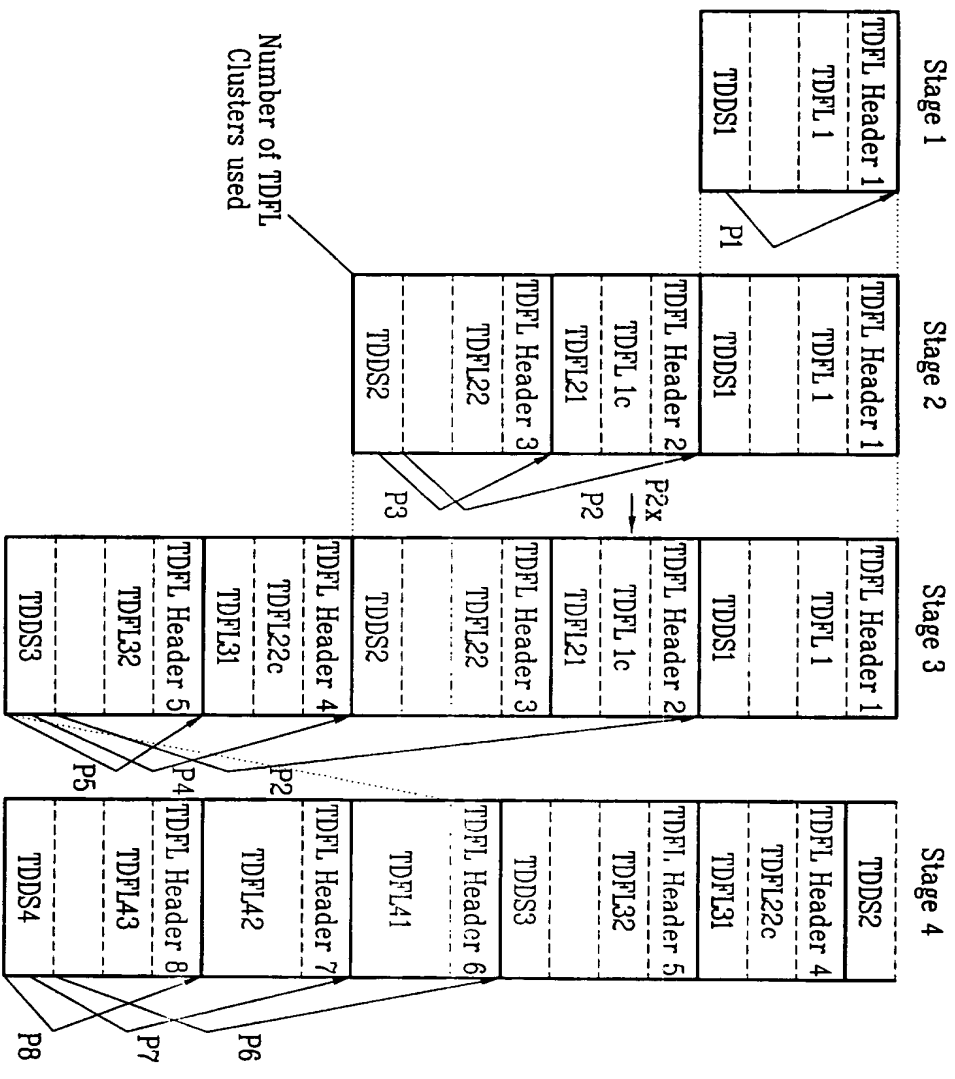 Stage 1
TDFL Header 1
TDFL 1
TDDS1
P1
Number of TDFL
Clusters used
Stage 2
TDFL Header 1
TDFL 1
TDDS1
TDFL Header 2
TDFL 1c
TDFL21
TDFL Header 3
TDFL22
TDDS2
P2x
P2
P3
Stage 3
TDFL Header 1
TDFL 1
TDDS1
TDFL Header 2
TDFL 1c
TDFL21
TDFL Header 3
TDFL22
TDDS2
TDFL Header 4
TDFL22c
TDFL31
TDFL Header 5
TDFL32
TDDS3
P2
P4
P5
Stage 4
TDDS2
TDFL Header 4
TDFL22c
TDFL31
TDFL Header 5
TDFL32
TDDS3
TDFL Header 6
TDFL41
TDFL Header 7
TDFL42
TDFL Header 8
TDFL43
TDDS4
P6
P7
P8